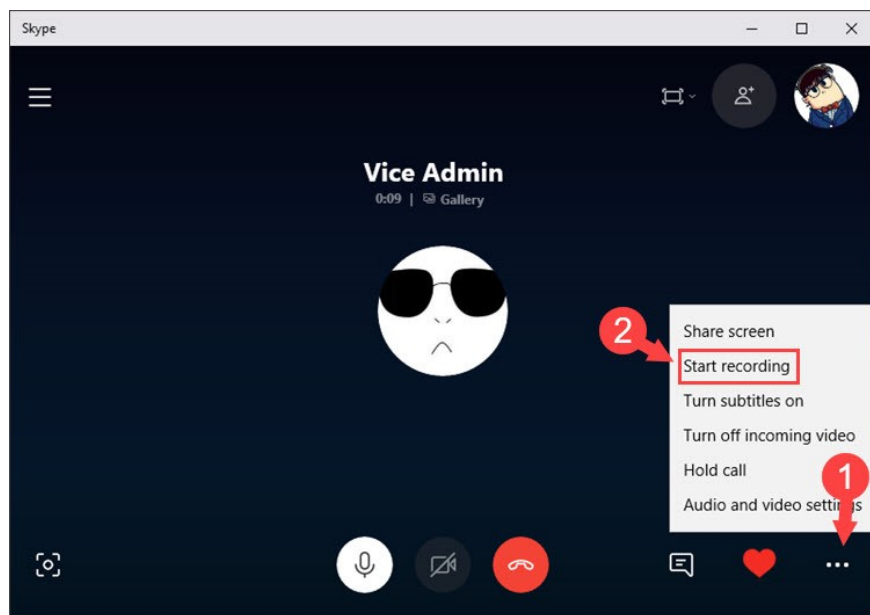 Skype
Vice Admin
0:09 | Gallery
2
Share screen
Start recording
Turn subtitles on
Turn off incoming video
Hold call
1
Audio and video settings